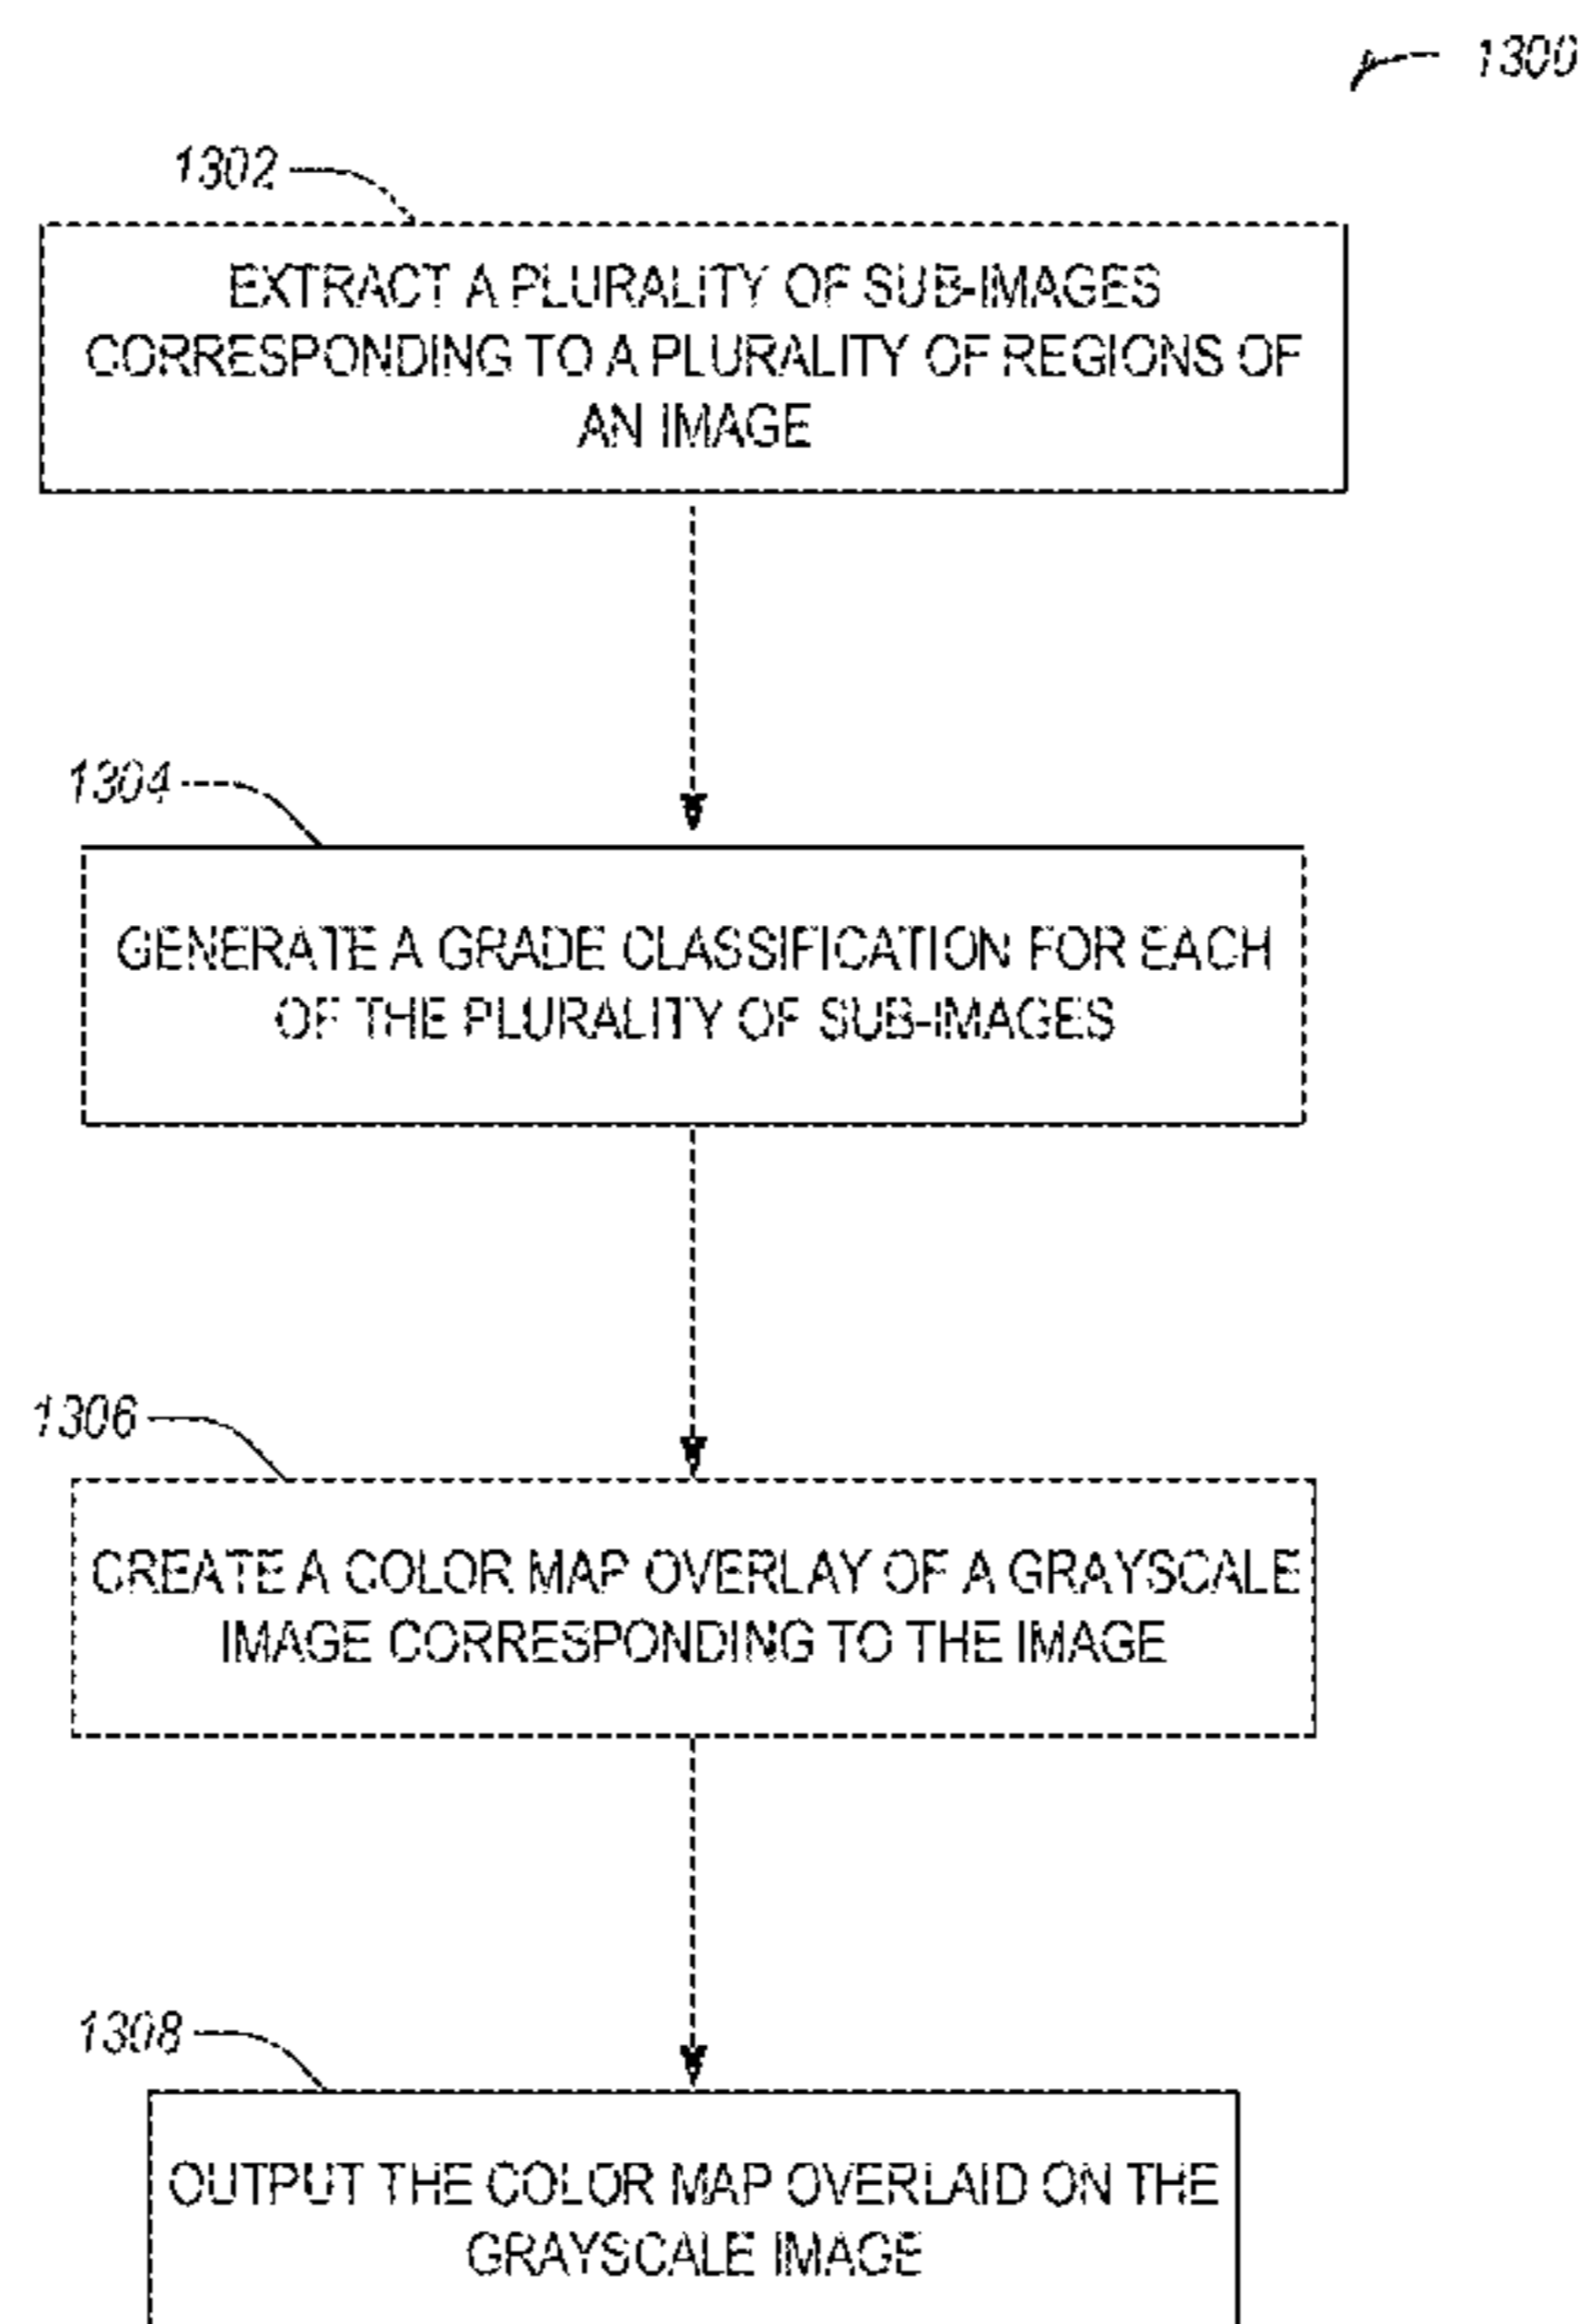 1300
1302
EXTRACT A PLURALITY OF SUB-IMAGES
CORRESPONDING TO A PLURALITY OF REGIONS OF
AN IMAGE
1304
GENERATE A GRADE CLASSIFICATION FOR EACH
OF THE PLURALITY OF SUB-IMAGES
1306
CREATE A COLOR MAP OVERLAY OF A GRAYSCALE
IMAGE CORRESPONDING TO THE IMAGE
1308
OUTPUT THE COLOR MAP OVERLAID ON THE
GRAYSCALE IMAGE